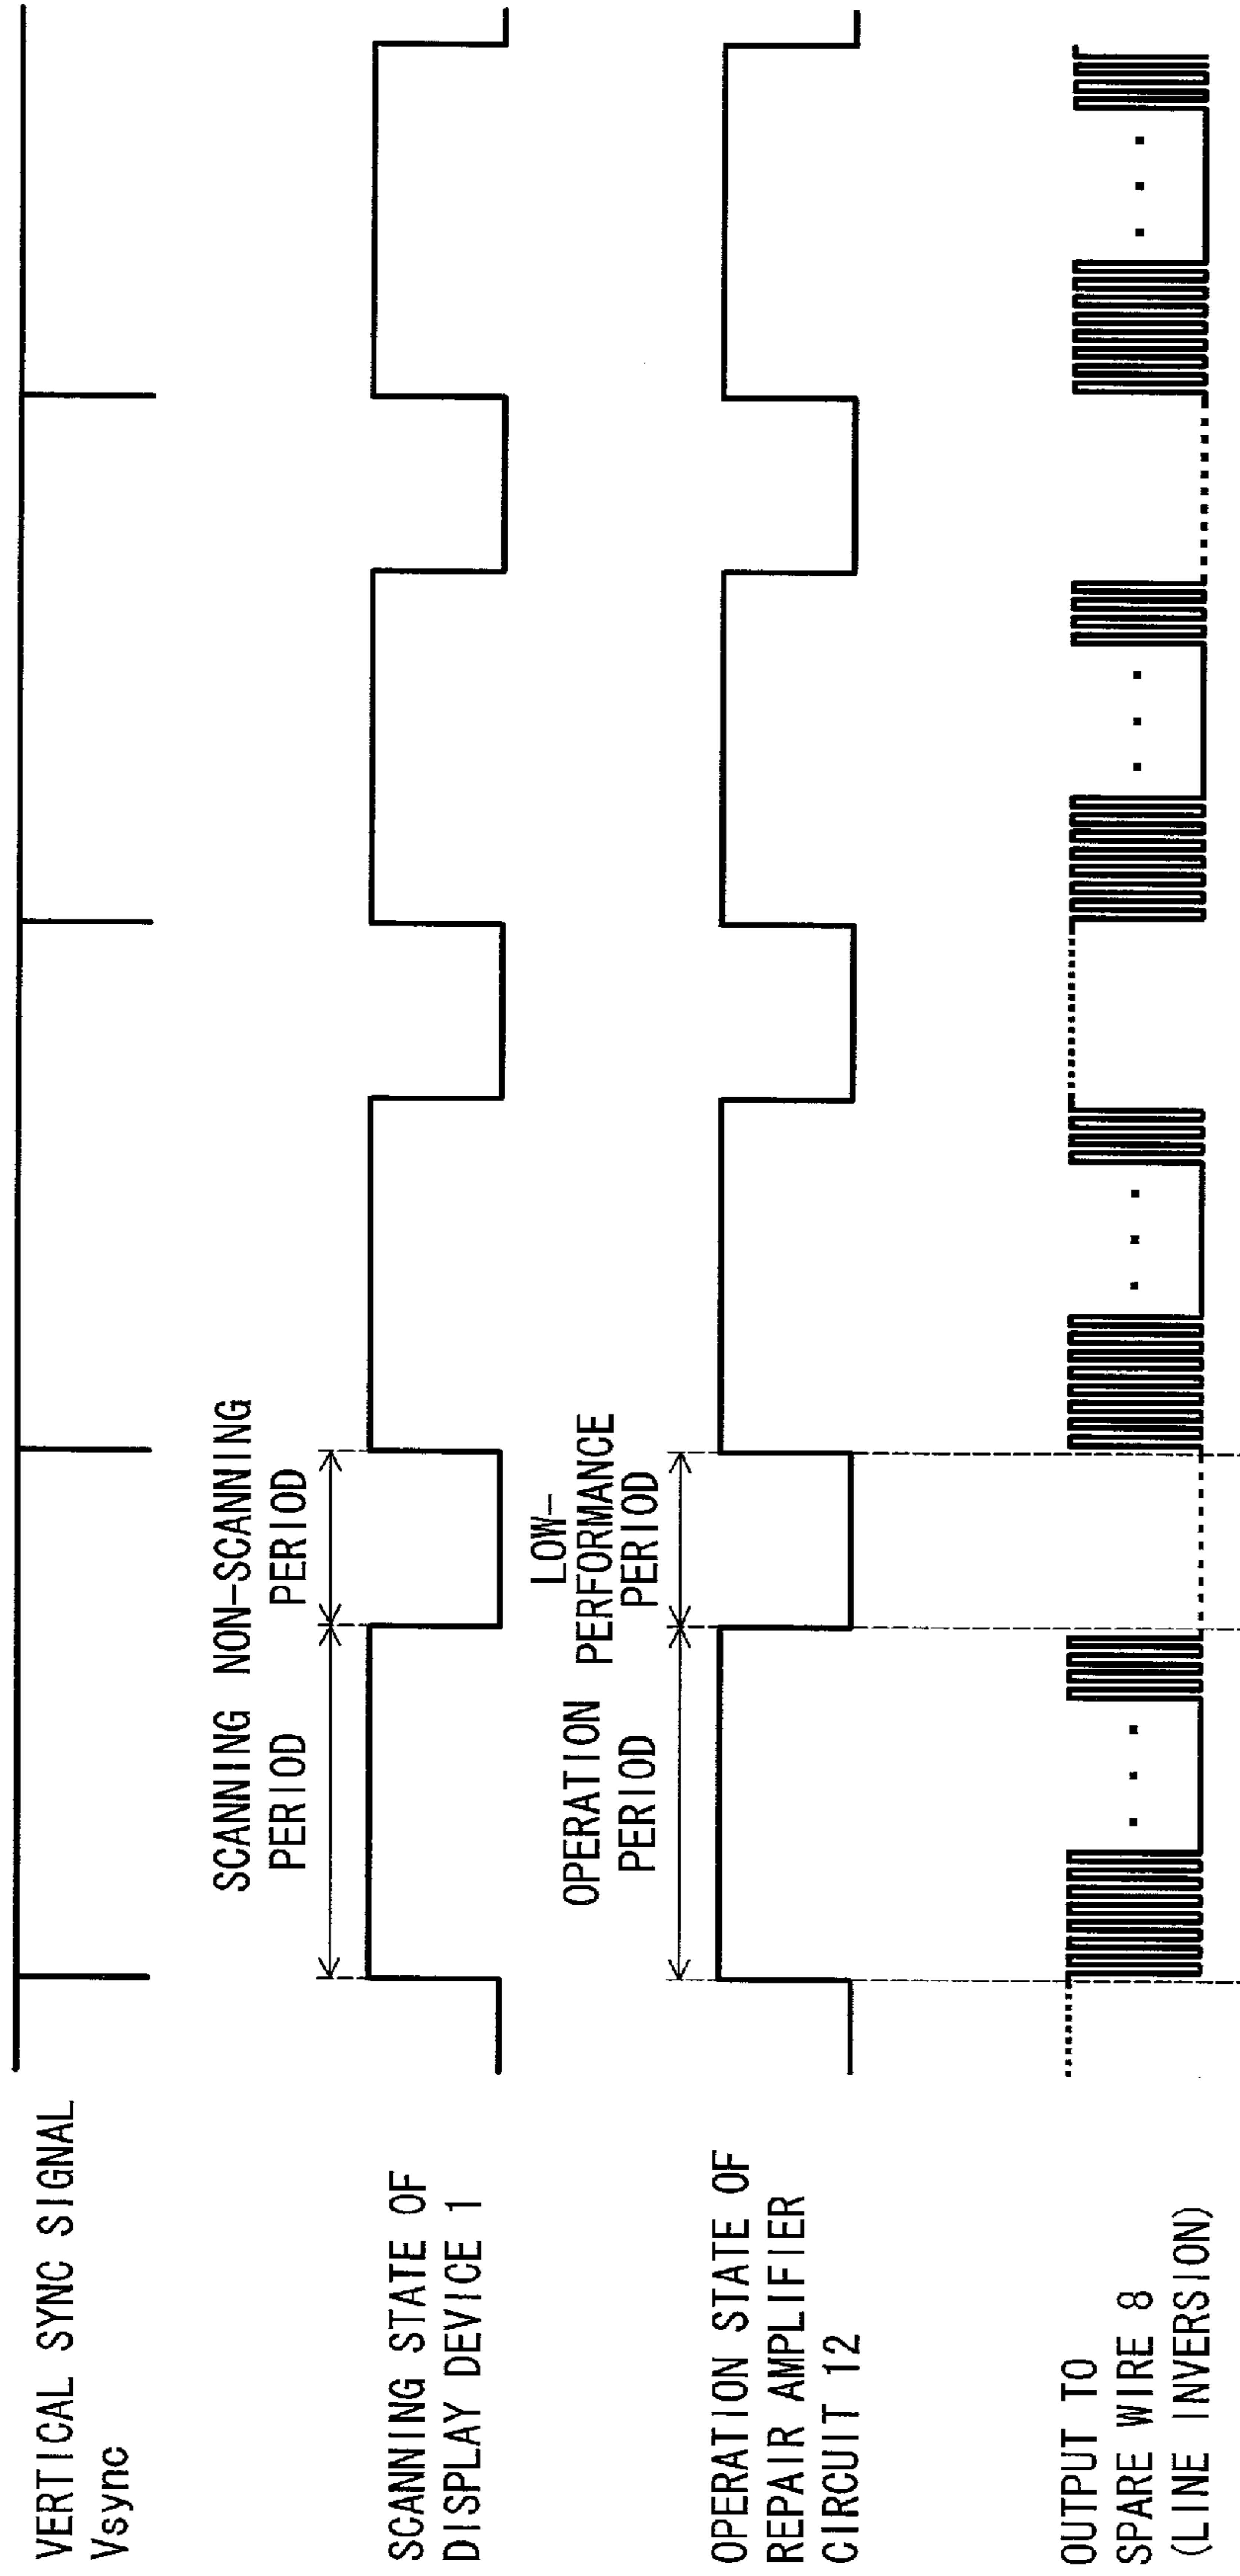 VERTICAL SYNC SIGNAL
Vsync
SCANNING NON-SCANNING
PERIOD PERIOD
SCANNING STATE OF
DISPLAY DEVICE 1
LOW-
OPERATION PERFORMANCE
PERIOD PERIOD
OPERATION STATE OF
REPAIR AMPLIFIER
CIRCUIT 12
OUTPUT TO
SPARE WIRE 8
(LINE INVERSION)